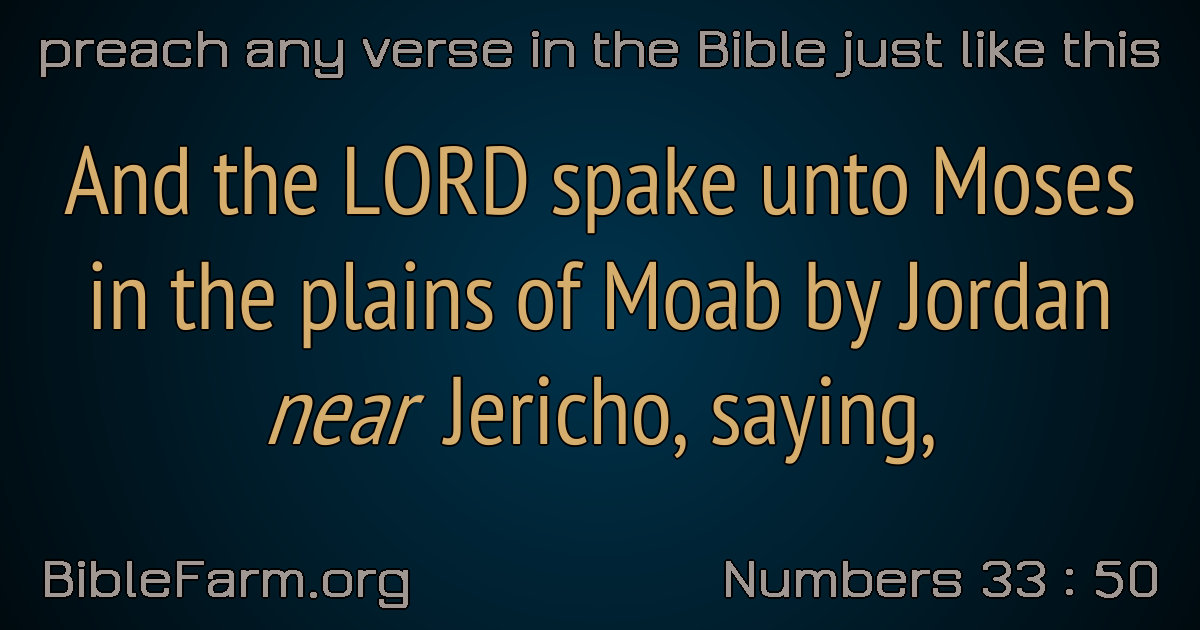 preach any verse in the Bible just like this
And the LORD spake unto Moses
in the plains of Moab by Jordan
near Jericho, saying,
BibleFarm.org
Numbers 33 : 50